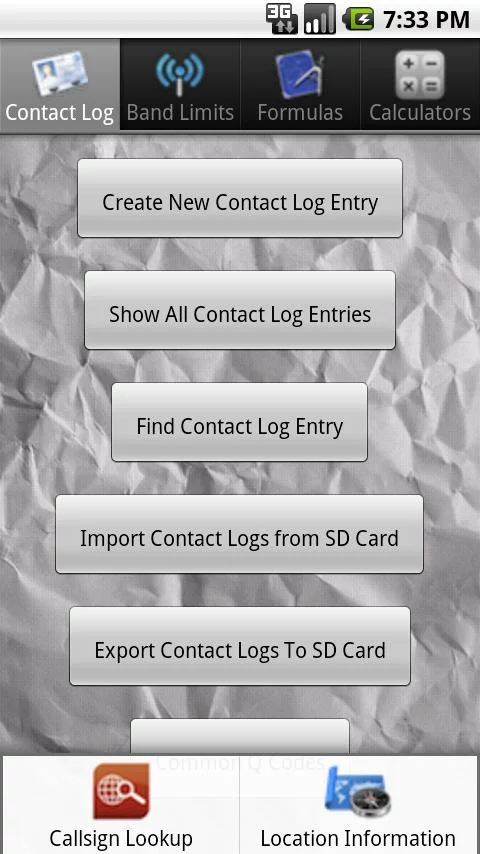 3G 7:33 PM
Contact Log Band Limits Formulas Calculators
Create New Contact Log Entry
Show All Contact Log Entries
Find Contact Log Entry
Import Contact Logs from SD Card
Export Contact Logs To SD Card
Common Q Codes
Callsign Lookup Location Information